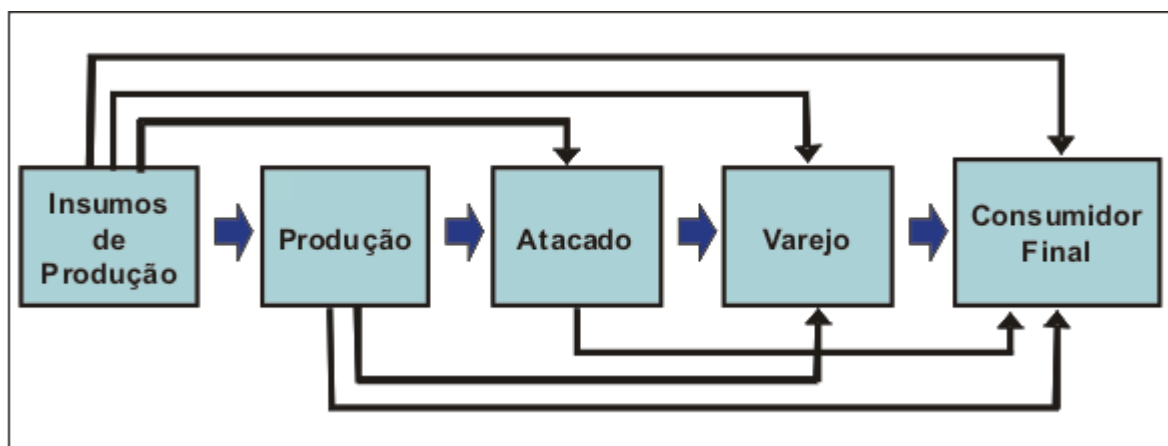 Insumos
de
Produção
Produção
Atacado
Varejo
Consumidor
Final